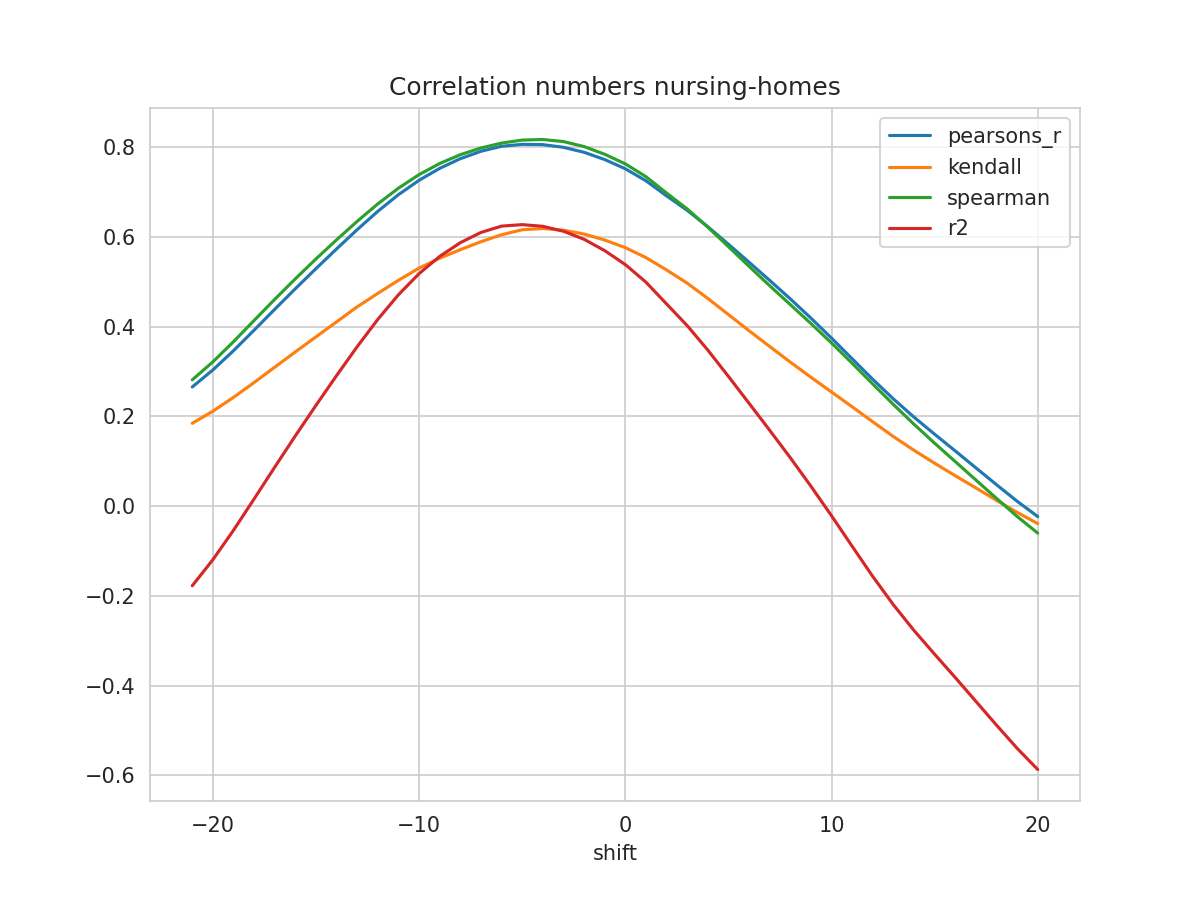 Correlation numbers nursing-homes
pearsons_r
kendall
spearman
r2
0.8
0.6
0.4
0.2
0.0
−0.2
−0.4
−0.6
−20
−10
0
10
20
shift